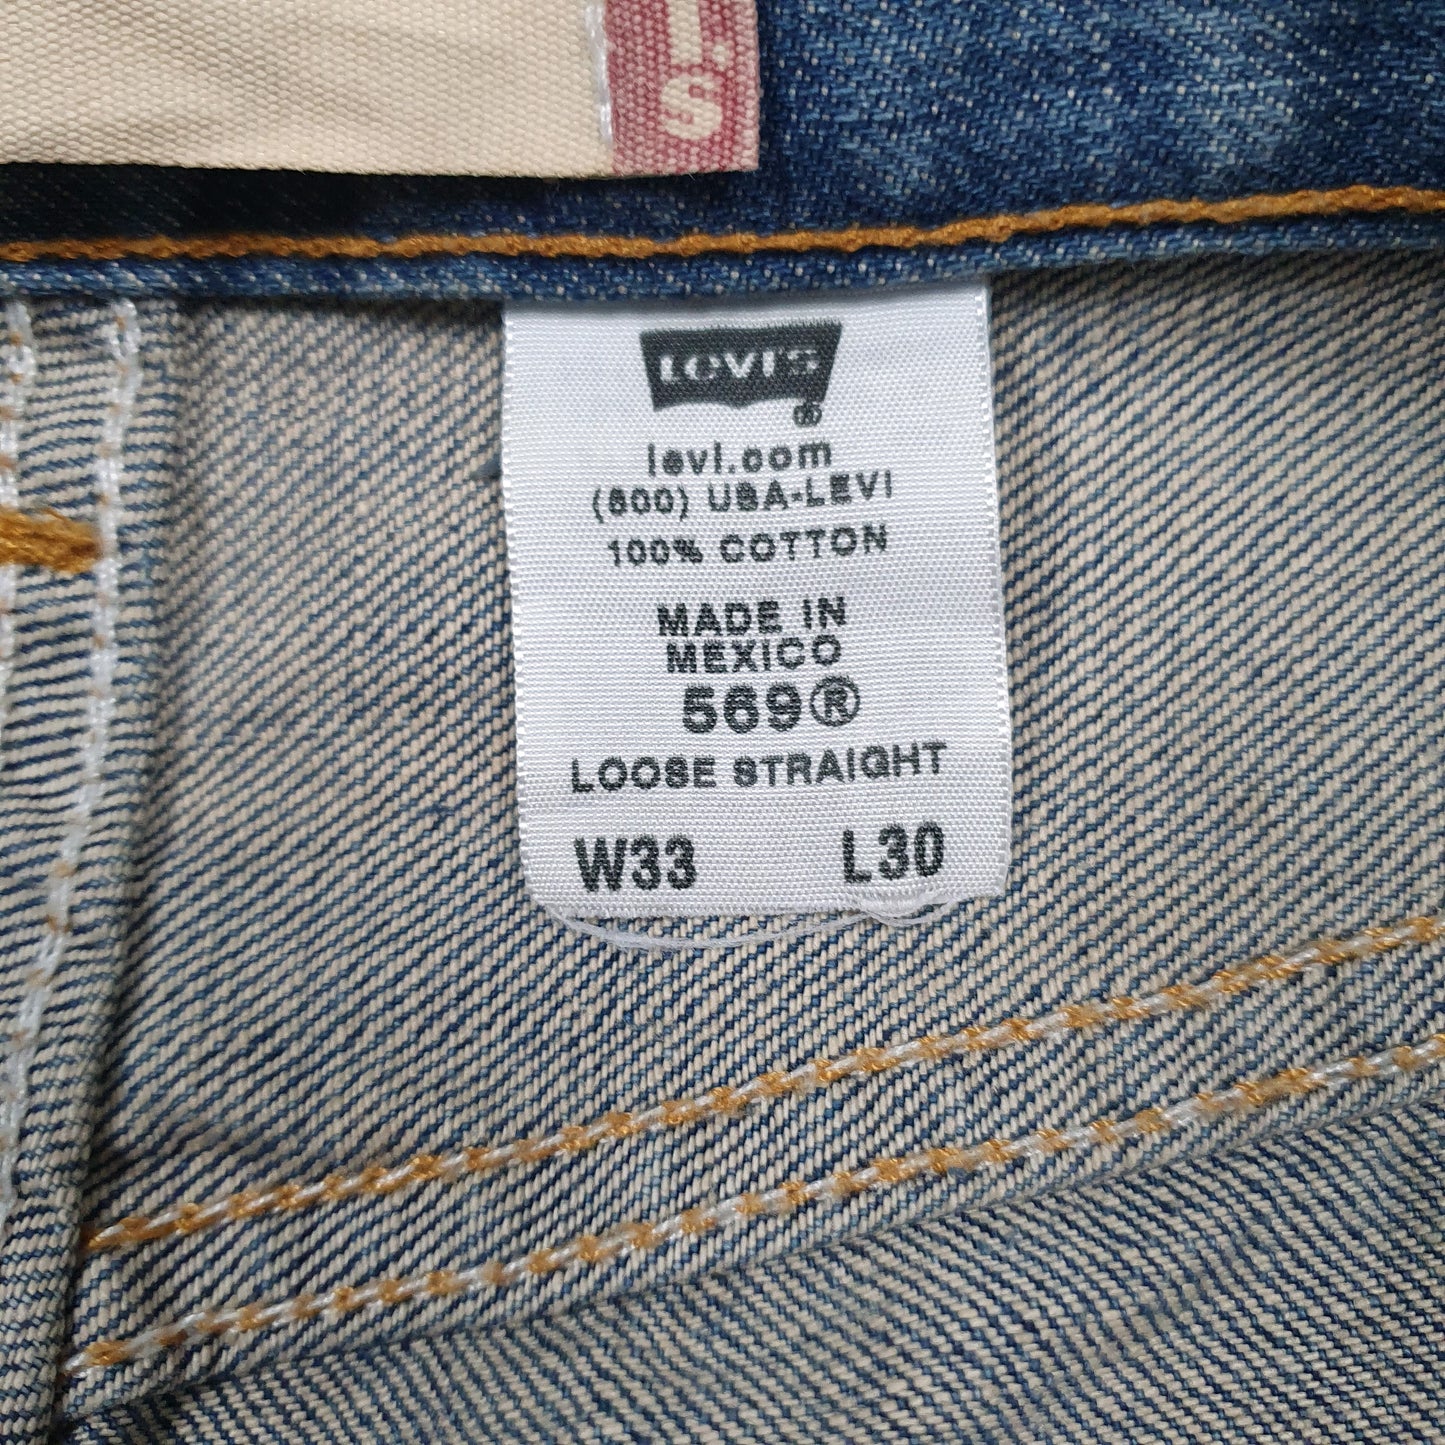 S
LEVI'S
®
levi.com
(800) USA-LEVI
100% COTTON
MADE IN
MEXICO
569®
LOOSE STRAIGHT
W33 L30